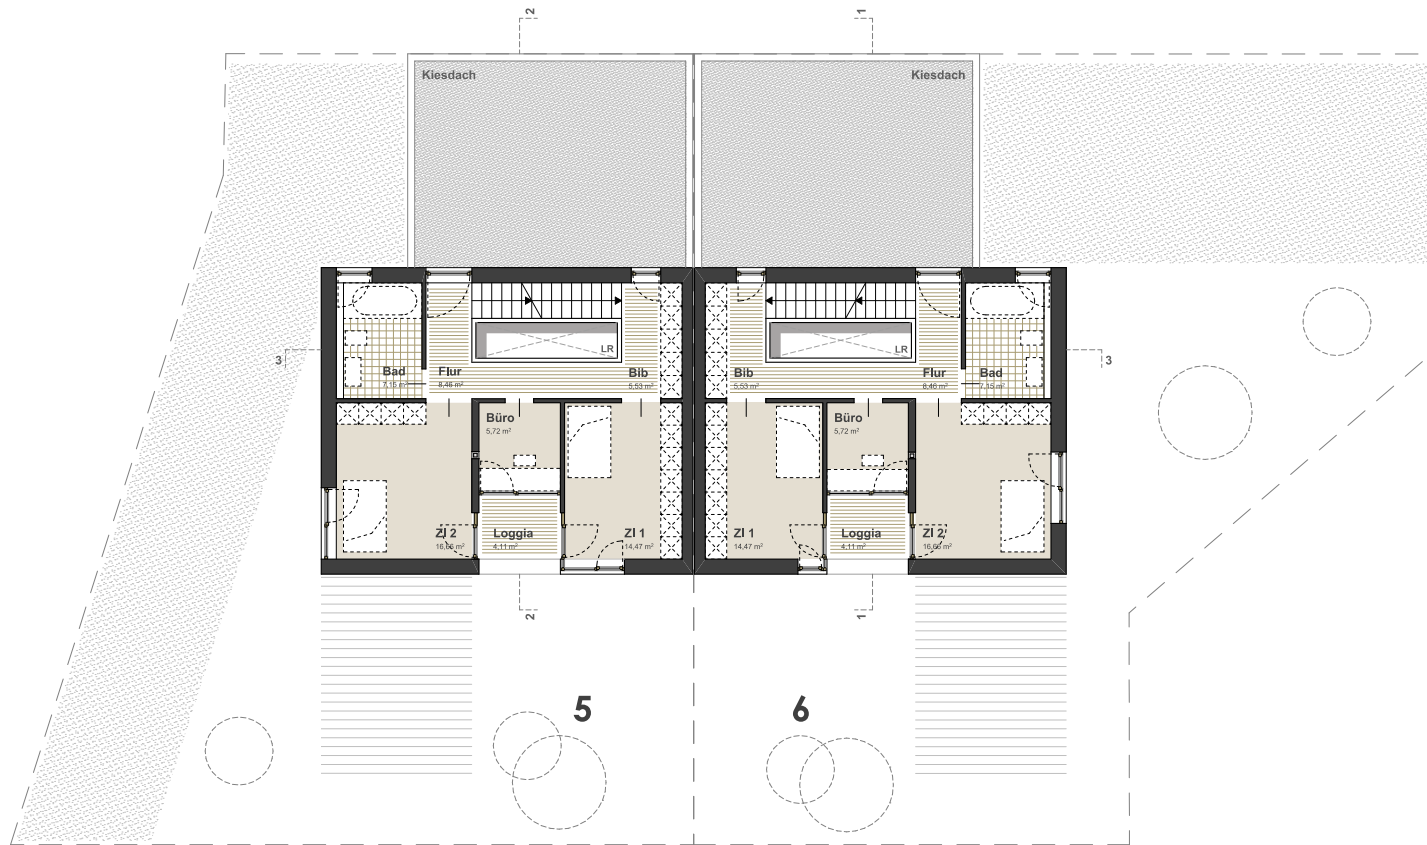 2
1
Kiesdach
Kiesdach
3
LR
Bad
7,15 m²
Flur
8,46 m²
Bib
5,53 m²
LR
Bib
5,53 m²
Flur
8,46 m²
Bad
7,15 m²
3
Büro
5,72 m²
Büro
5,72 m²
ZI 2
16,66 m²
Loggia
4,11 m²
ZI 1
14,47 m²
ZI 1
14,47 m²
Loggia
4,11 m²
ZI 2
16,66 m²
2
1
5
6